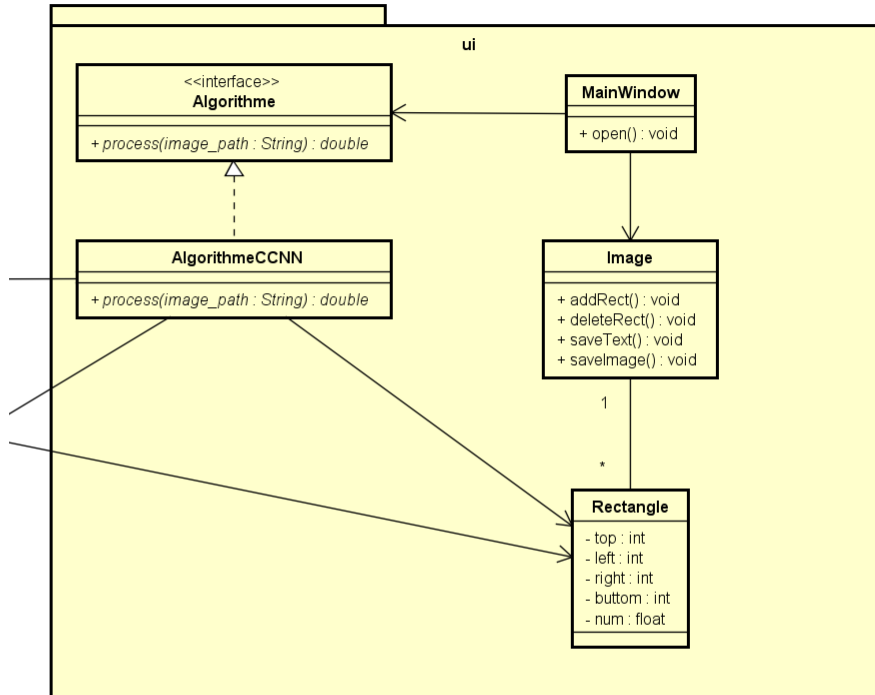 ui
<<interface>>
Algorithme
+ process(image_path : String) : double
MainWindow
+ open() : void
AlgorithmeCCNN
+ process(image_path : String) : double
Image
+ addRect() : void
+ deleteRect() : void
+ saveText() : void
+ saveImage() : void
1
*
Rectangle
- top : int
- left : int
- right : int
- buttom : int
- num : float